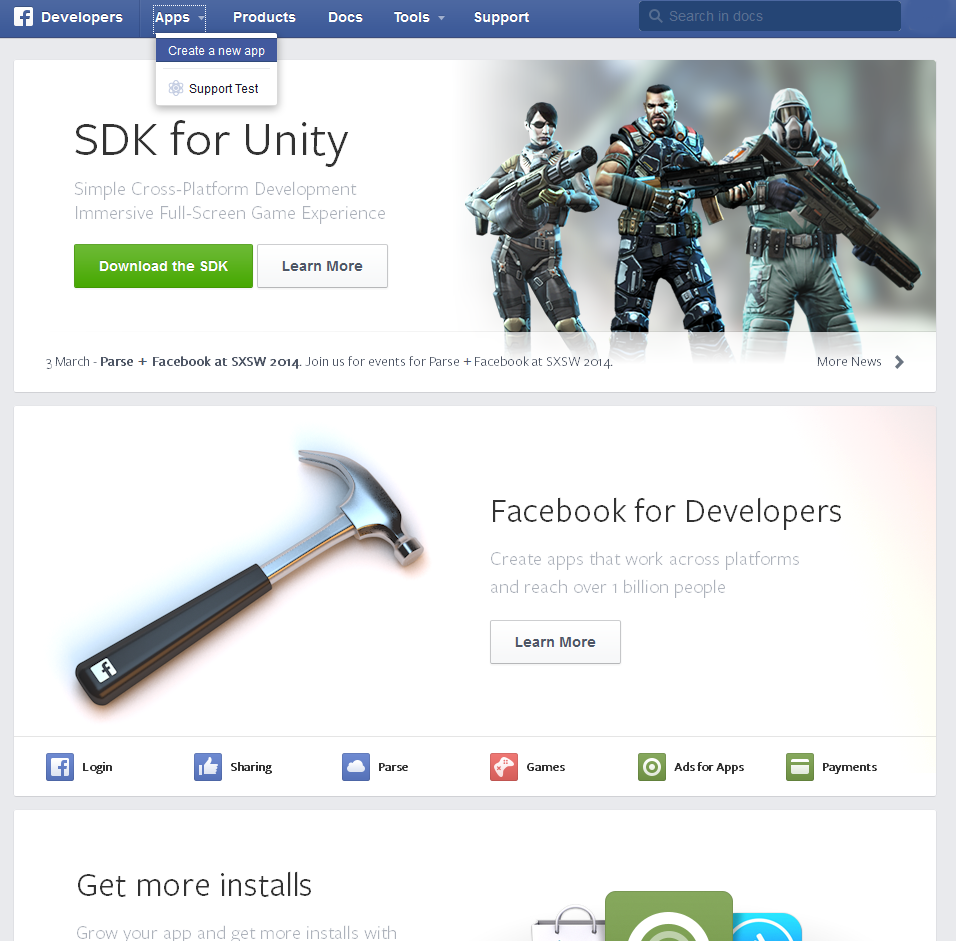 Developers Apps Products Docs Tools Support Search in docs
Create a new app
Support Test
SDK for Unity
Simple Cross-Platform Development
Immersive Full-Screen Game Experience
Download the SDK Learn More
3 March - Parse + Facebook at SXSW 2014. Join us for events for Parse + Facebook at SXSW 2014. More News
Facebook for Developers
Create apps that work across platforms
and reach over 1 billion people
Learn More
Login Sharing Parse Games Ads for Apps Payments
Get more installs
Grow your app and get more installs with